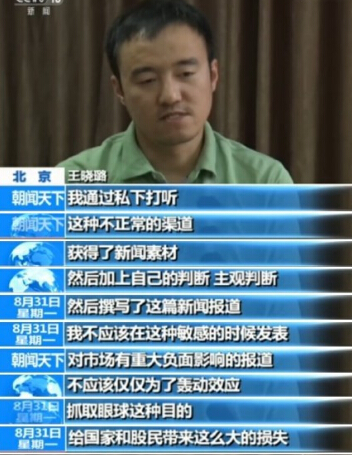 CCTV 13
新闻
北京 王晓璐
朝闻天下 我通过私下打听
朝闻天下 这种不正常的渠道
获得了新闻素材
然后加上自己的判断 主观判断
8月31日 星期一 然后撰写了这篇新闻报道
8月31日 星期一 我不应该在这种敏感的时候发表
朝闻天下 对市场有重大负面影响的报道
不应该仅仅为了轰动效应
8月31日 星期一 抓取眼球这种目的
8月31日 星期一 给国家和股民带来这么大的损失